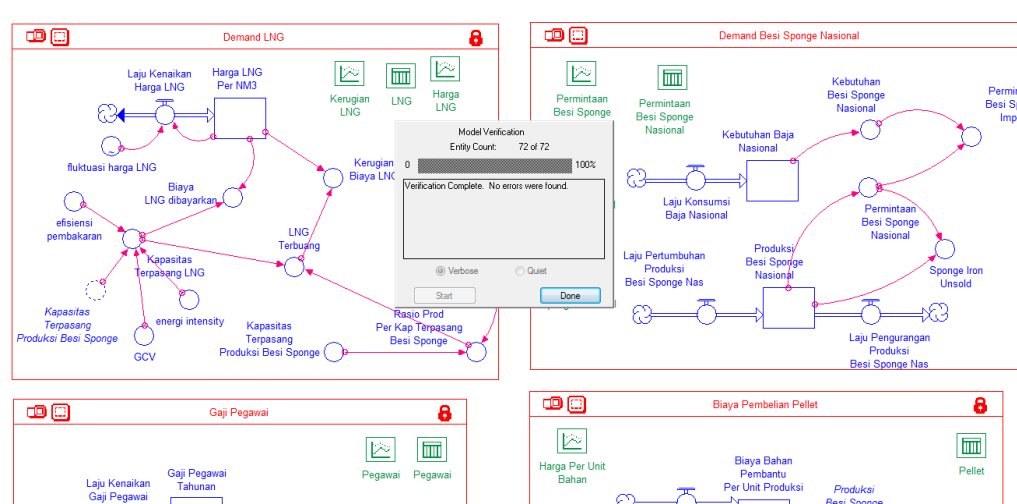 Demand LNG
Laju Kenaikan
Harga LNG
Harga LNG
Per NM3
Kerugian
LNG
LNG
Harga
LNG
fluktuasi harga LNG
Biaya
LNG dibayarkan
Kerugian
Biaya LNG
efisiensi
pembakaran
LNG
Terbuang
Kapasitas
Terpasang LNG
Kapasitas
Terpasang
Produksi Besi Sponge
energi intensity
GCV
Kapasitas
Terpasang
Produksi Besi Sponge
Rasio Prod
Per Kap Terpasang
Besi Sponge
Model Verification
Entity Count: 72 of 72
0 100%
Verification Complete. No errors were found.
Verbose
Quiet
Start
Done
Demand Besi Sponge Nasional
Permintaan
Besi Sponge
Permintaan
Besi Sponge
Nasional
Kebutuhan
Besi Sponge
Nasional
Kebutuhan Baja
Nasional
Laju Konsumsi
Baja Nasional
Permintaan
Besi Sponge
Nasional
Laju Pertumbuhan
Produksi
Besi Sponge Nas
Produksi
Besi Sponge
Nasional
Sponge Iron
Unsold
Laju Pengurangan
Produksi
Besi Sponge Nas
Gaji Pegawai
Pegawai
Pegawai
Laju Kenaikan
Gaji Pegawai
Gaji Pegawai
Tahunan
Biaya Pembelian Pellet
Harga Per Unit
Bahan
Biaya Bahan
Pembantu
Per Unit Produksi
Produksi
Besi Sponge
Pellet